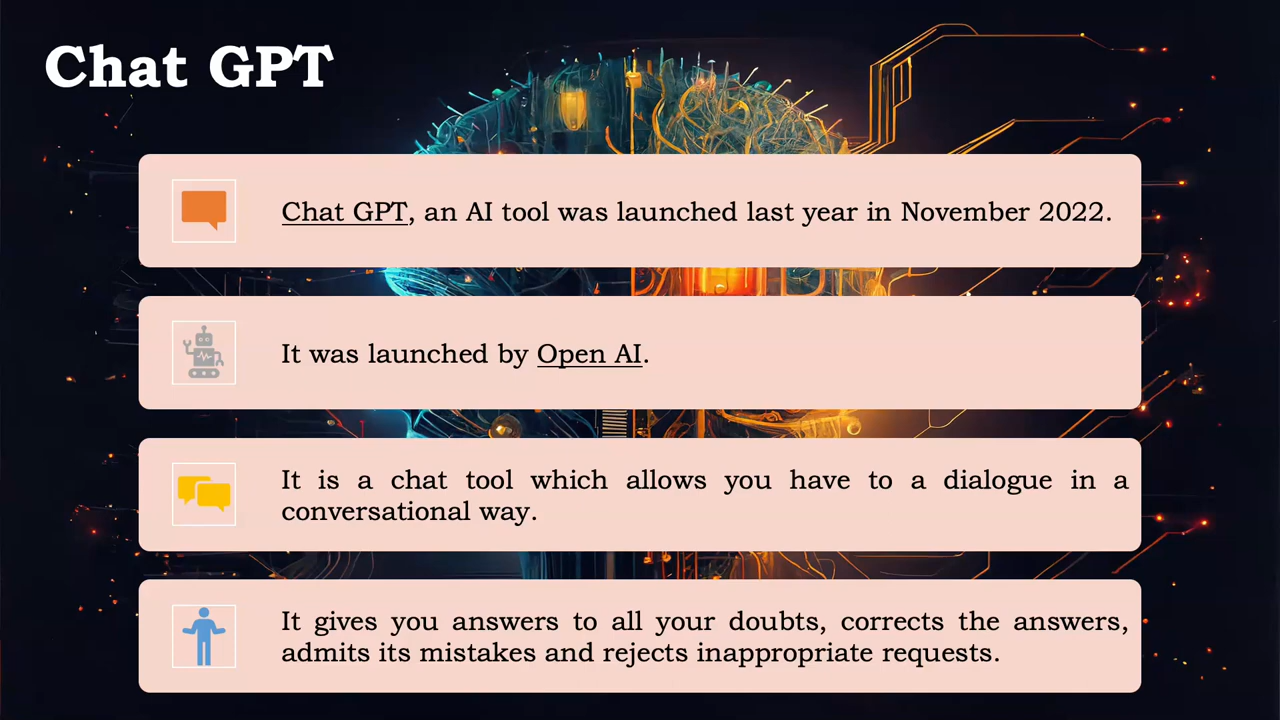 Chat GPT
Chat GPT, an AI tool was launched last year in November 2022.
It was launched by Open AI.
It is a chat tool which allows you have to a dialogue in a
conversational way.
It gives you answers to all your doubts, corrects the answers,
admits its mistakes and rejects inappropriate requests.